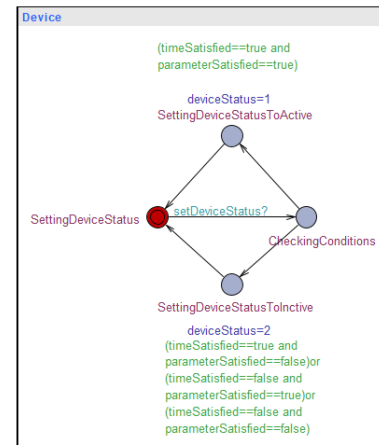 Device
(timeSatisfied==true and
parameterSatisfied==true)
deviceStatus=1
SettingDeviceStatusToActive
setDeviceStatus?
SettingDeviceStatus
CheckingConditions
SettingDeviceStatusToInctive
deviceStatus=2
(timeSatisfied==true and
parameterSatisfied==false)or
(timeSatisfied==false and
parameterSatisfied==true)or
(timeSatisfied==false and
parameterSatisfied==false)